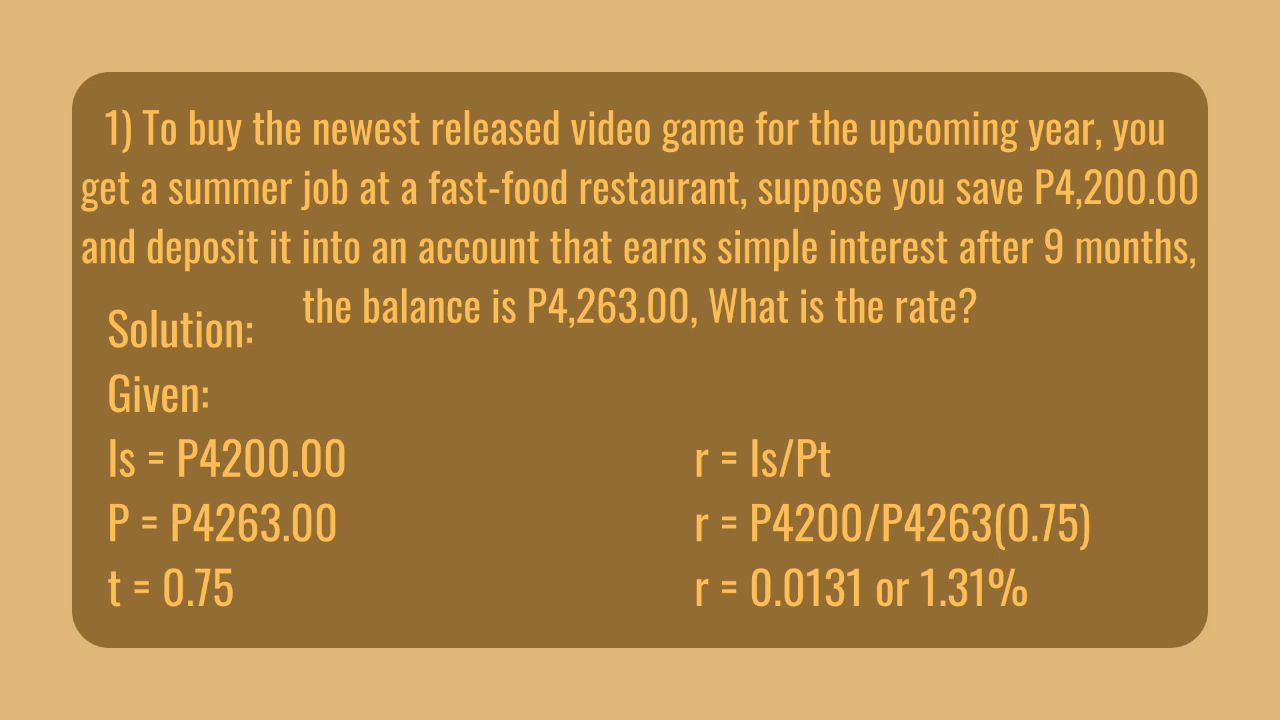 1) To buy the newest released video game for the upcoming year, you
get a summer job at a fast-food restaurant, suppose you save P4,200.00
and deposit it into an account that earns simple interest after 9 months,
the balance is P4,263.00, What is the rate?
Solution:
Given:
Is = P4200.00
P = P4263.00
t = 0.75
r = Is/Pt
r = P4200/P4263(0.75)
r = 0.0131 or 1.31%